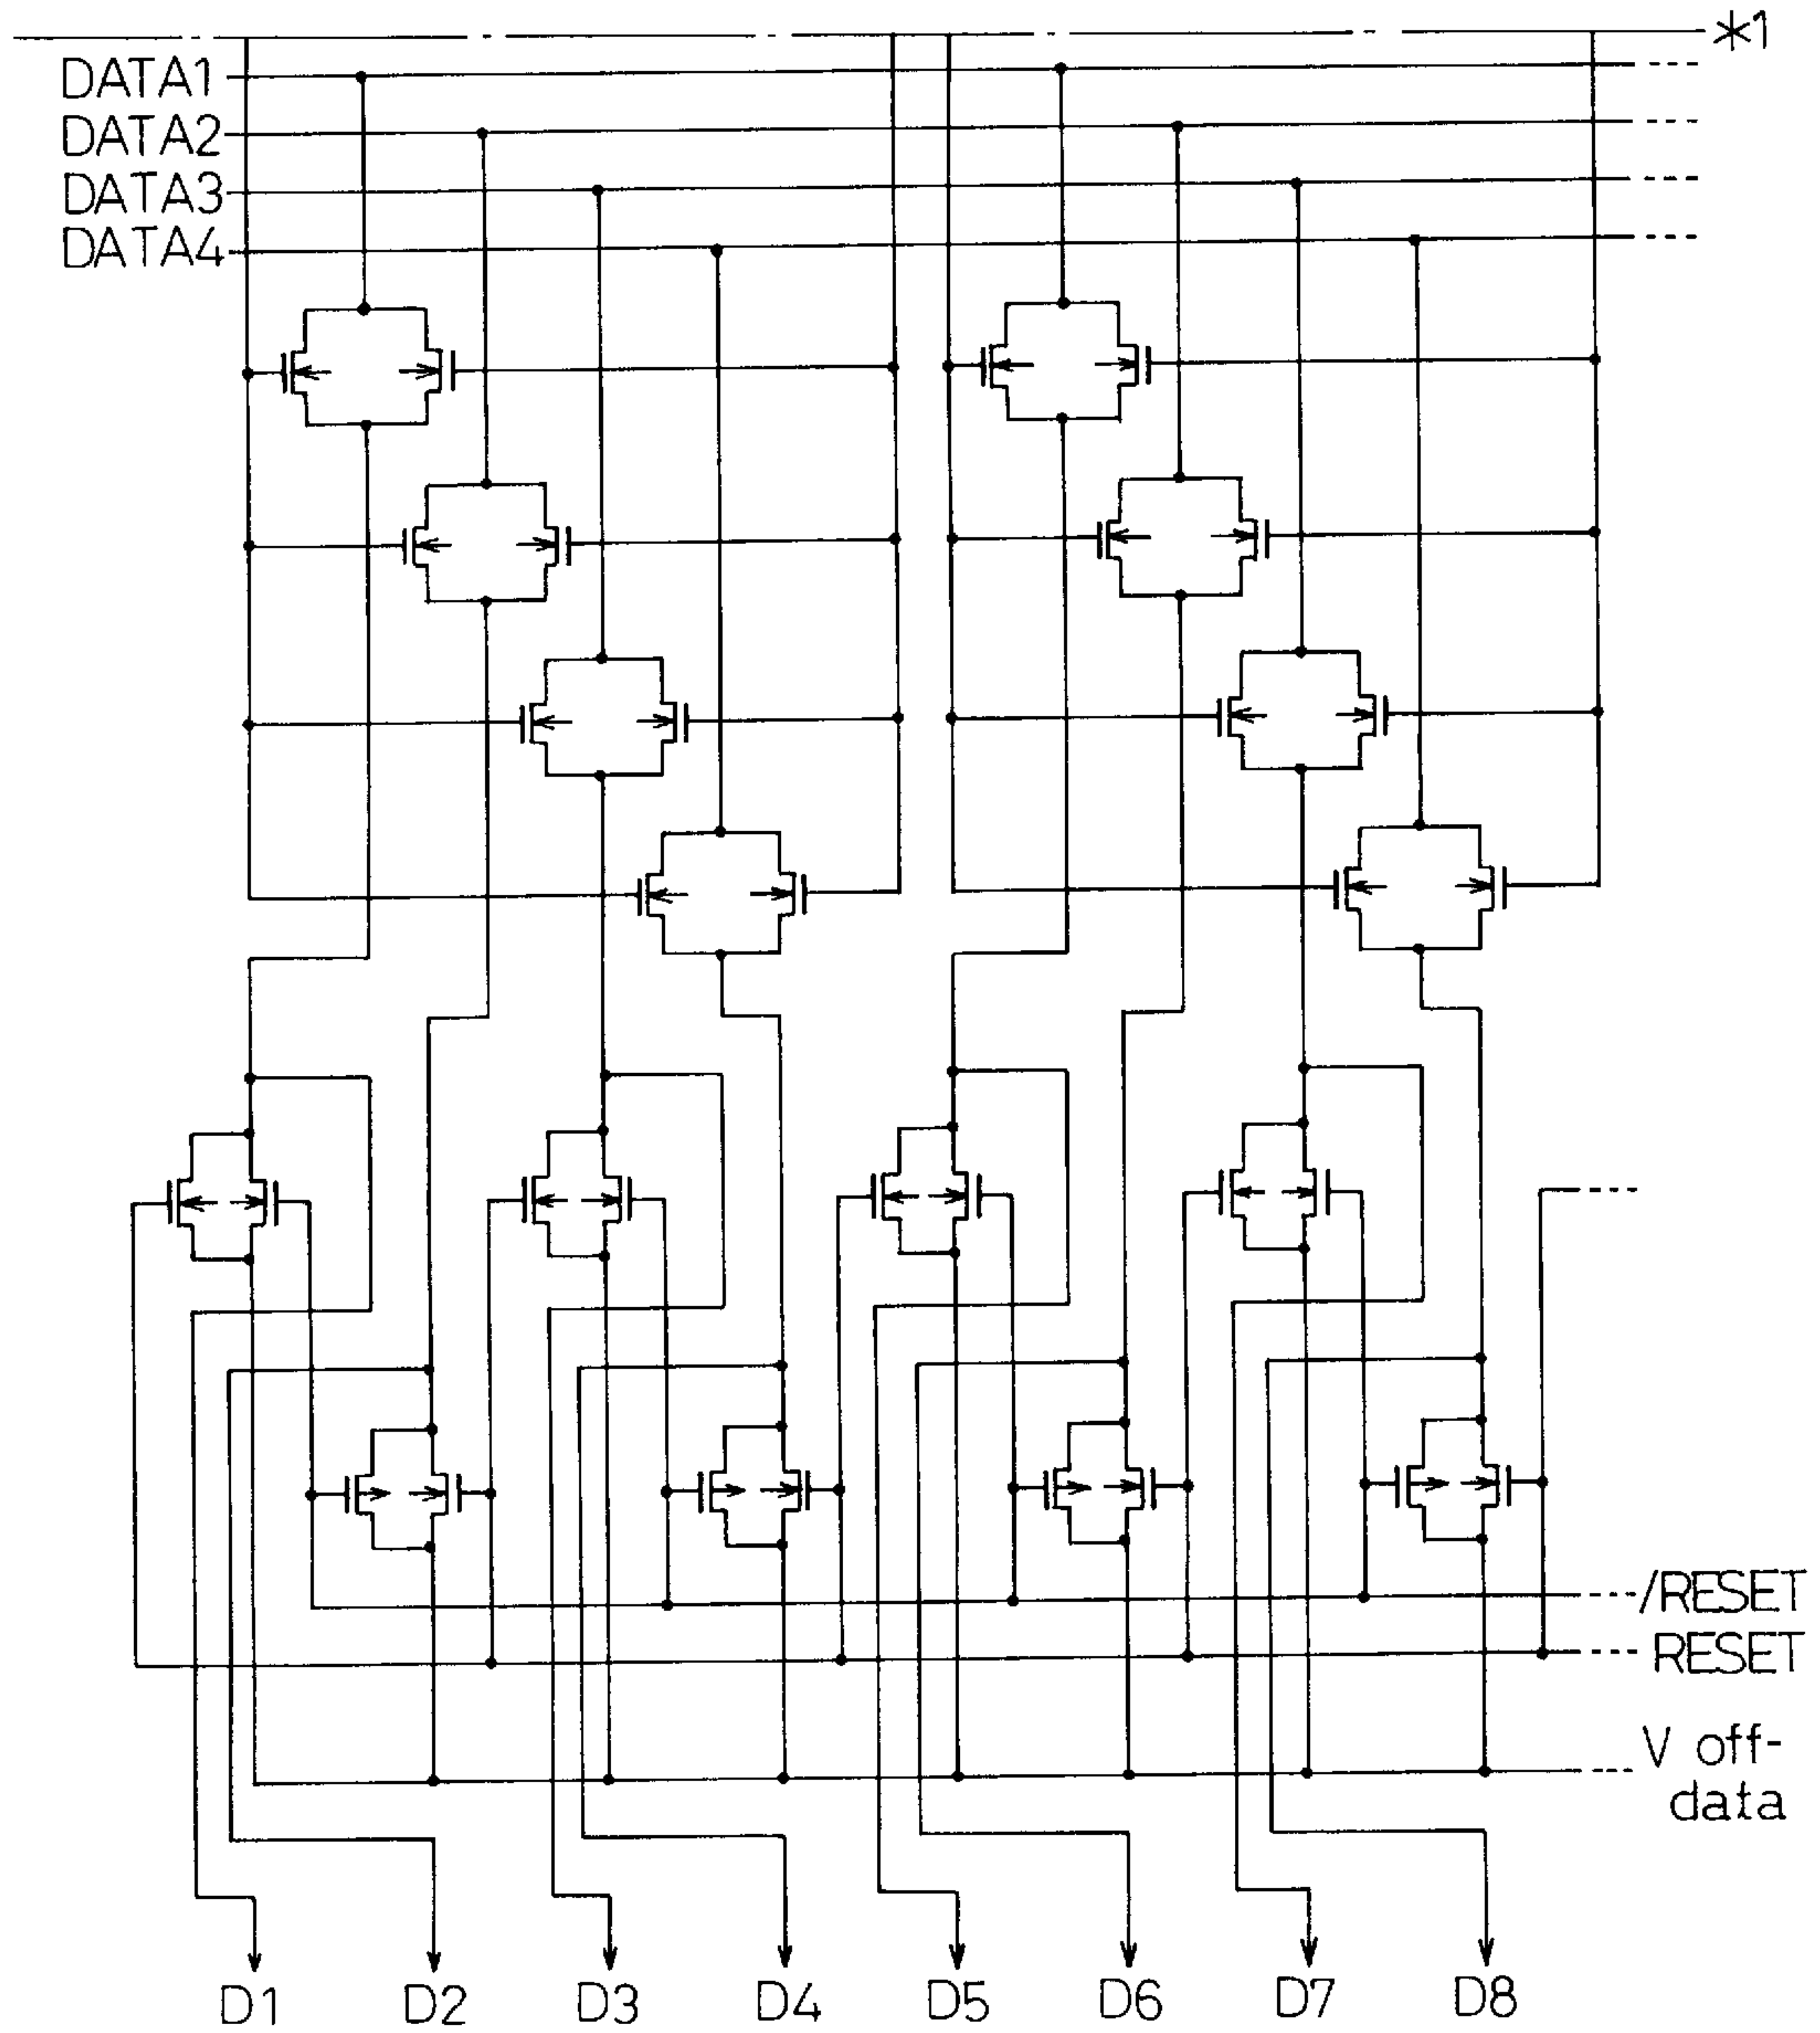 *1
DATA1
DATA2
DATA3
DATA4
/RESET
RESET
V off-
data
D1 D2 D3 D4 D5 D6 D7 D8